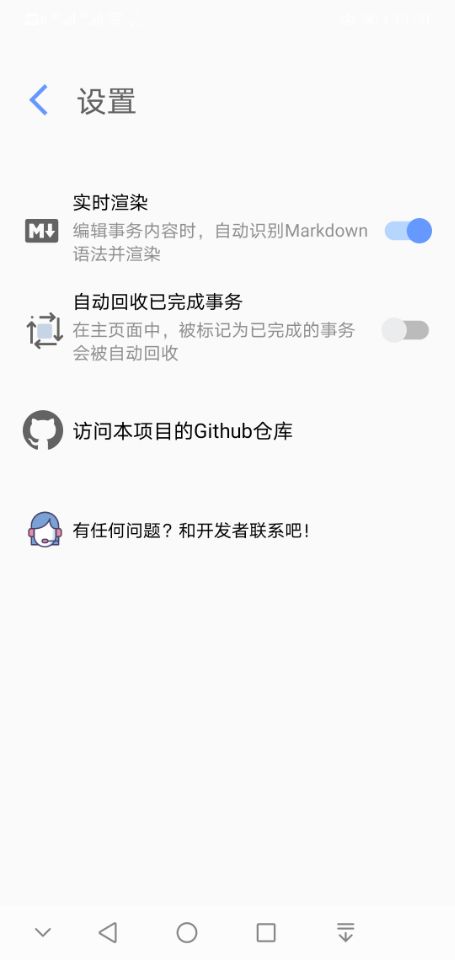 设置
实时渲染
编辑事务内容时，自动识别Markdown
语法并渲染
自动回收已完成事务
在主页面中，被标记为已完成的事务
会被自动回收
访问本项目的Github仓库
有任何问题？和开发者联系吧！